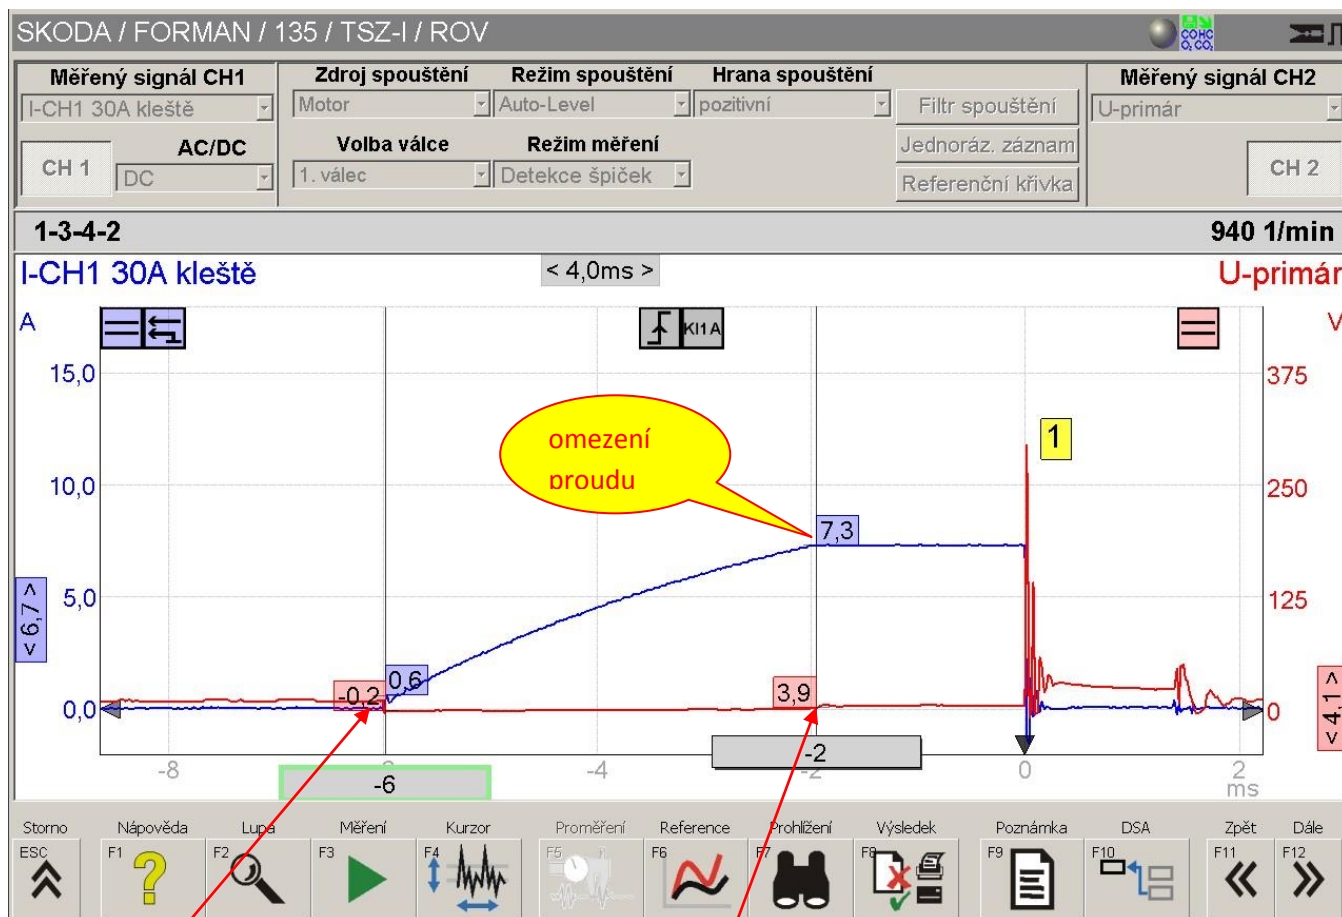 SKODA / FORMAN / 135 / TSZ-I / ROV
COHC
O₂CO₂
Měřený signál CH1
Zdroj spouštění
Režim spouštění
Hrana spouštění
Měřený signál CH2
I-CH1 30A kleště
Motor
Auto-Level
pozitivní
Filtr spouštění
U-primár
AC/DC
Volba válce
Režim měření
Jednoráz. záznam
CH 1
DC
1. válec
Detekce špiček
Referenční křivka
CH 2
1-3-4-2
940 1/min
I-CH1 30A kleště
< 4,0ms >
U-primár
A
KI1A
V
15,0
375
omezení
proudu
1
10,0
250
7,3
< 6,7 >
5,0
125
-0,2
0,6
3,9
< 4,1 >
0,0
0
-2
-8
-4
-2
0
2
-6
ms
Storno
Nápověda
Lupa
Měření
Kurzor
Proměření
Reference
Prohlížení
Výsledek
Poznámka
DSA
Zpět
Dále
ESC
F1
F2
F3
F4
F5
F6
F7
F8
F9
F10
F11
F12